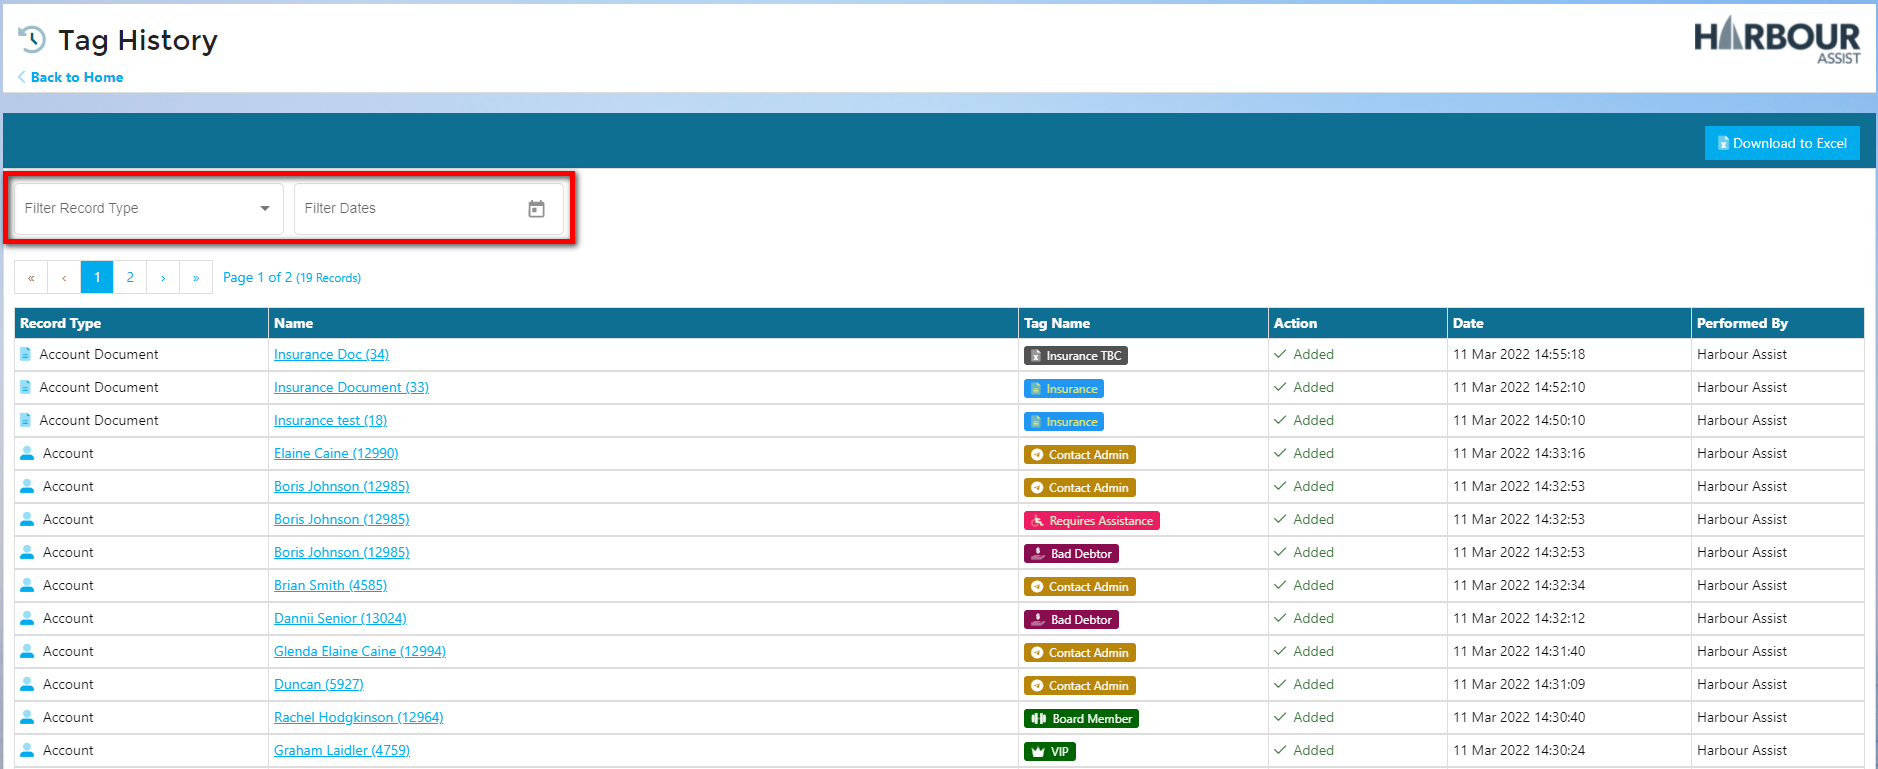 Tag History
HARBOUR
ASSIST
Back to Home
Download to Excel
Filter Record Type Filter Dates
« ‹ 1 2 › » Page 1 of 2 (19 Records)
Record Type Name Tag Name Action Date Performed By
Account Document Insurance Doc (34) Insurance TBC Added 11 Mar 2022 14:55:18 Harbour Assist
Account Document Insurance Document (33) Insurance Added 11 Mar 2022 14:52:10 Harbour Assist
Account Document Insurance test (18) Insurance Added 11 Mar 2022 14:50:10 Harbour Assist
Account Elaine Caine (12990) Contact Admin Added 11 Mar 2022 14:33:16 Harbour Assist
Account Boris Johnson (12985) Contact Admin Added 11 Mar 2022 14:32:53 Harbour Assist
Account Boris Johnson (12985) Requires Assistance Added 11 Mar 2022 14:32:53 Harbour Assist
Account Boris Johnson (12985) Bad Debtor Added 11 Mar 2022 14:32:53 Harbour Assist
Account Brian Smith (4585) Contact Admin Added 11 Mar 2022 14:32:34 Harbour Assist
Account Dannii Senior (13024) Bad Debtor Added 11 Mar 2022 14:32:12 Harbour Assist
Account Glenda Elaine Caine (12994) Contact Admin Added 11 Mar 2022 14:31:40 Harbour Assist
Account Duncan (5927) Contact Admin Added 11 Mar 2022 14:31:09 Harbour Assist
Account Rachel Hodgkinson (12964) Board Member Added 11 Mar 2022 14:30:40 Harbour Assist
Account Graham Laidler (4759) VIP Added 11 Mar 2022 14:30:24 Harbour Assist